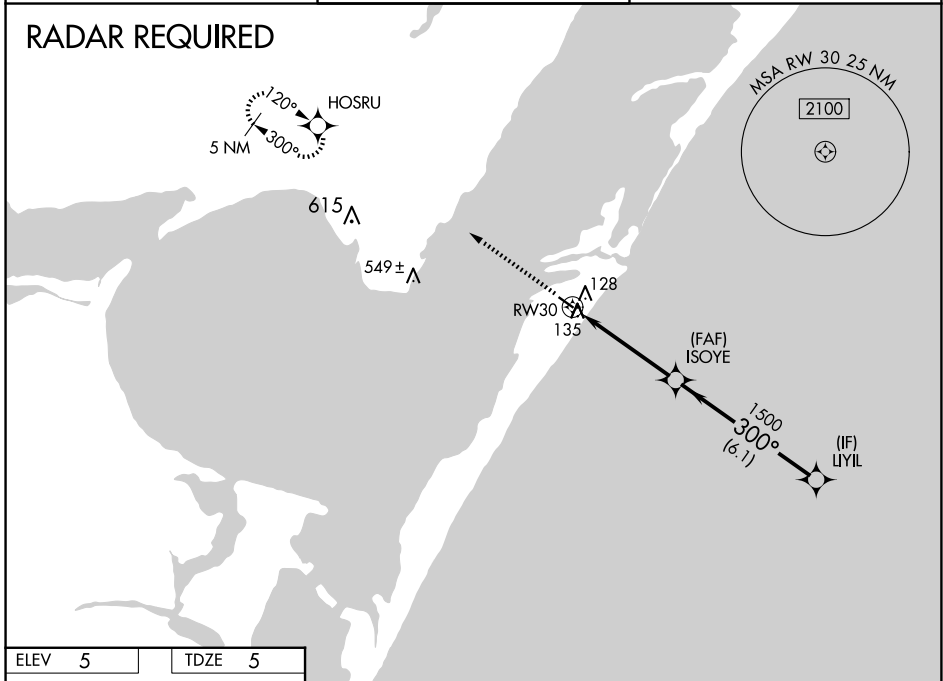 RADAR REQUIRED
MSA RW 30 25 NM
2100
120°
HOSRU
300°
5 NM
615
549 ±
128
RW30
135
(FAF)
ISOYE
1500
300°
(6.1)
(IF)
LIYIL
ELEV 5
TDZE 5